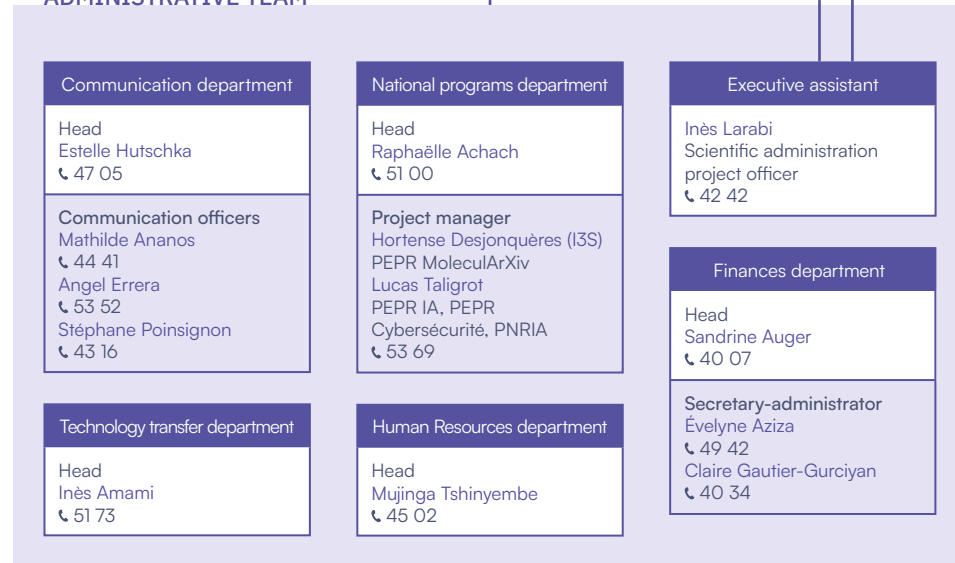 ADMINISTRATIVE TEAM
Communication department
Head
Estelle Hutschka
47 05
Communication officers
Mathilde Ananos
44 41
Angel Errera
53 52
Stéphane Poinsignon
43 16
National programs department
Head
Raphaëlle Achach
51 00
Project manager
Hortense Desjonquères (I3S)
PEPR MoleculArXiv
Lucas Taligrot
PEPR IA, PEPR
Cybersécurité, PNRIA
53 69
Executive assistant
Inès Larabi
Scientific administration
project officer
42 42
Finances department
Head
Sandrine Auger
40 07
Secretary-administrator
Évelyne Aziza
49 42
Claire Gautier-Gurciyan
40 34
Technology transfer department
Head
Inès Amami
51 73
Human Resources department
Head
Mujinga Tshinyembe
45 02